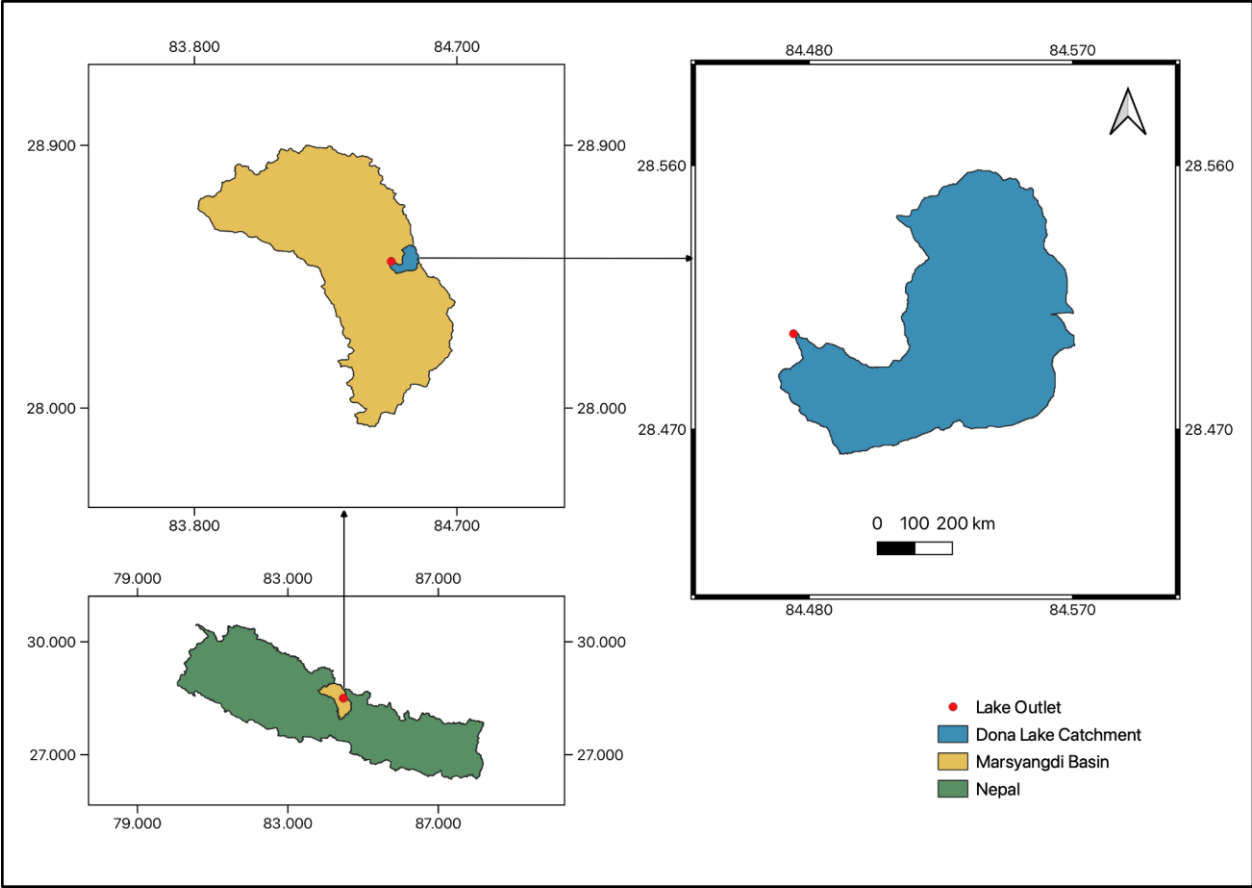 83.800 84.700
28.900 28.900
28.000 28.000
83.800 84.700
79.000 83.000 87.000
30.000 30.000
27.000 27.000
79.000 83.000 87.000
84.480 84.570
28.560 28.560
28.470 28.470
0 100 200 km
84.480 84.570
Lake Outlet
Dona Lake Catchment
Marsyangdi Basin
Nepal